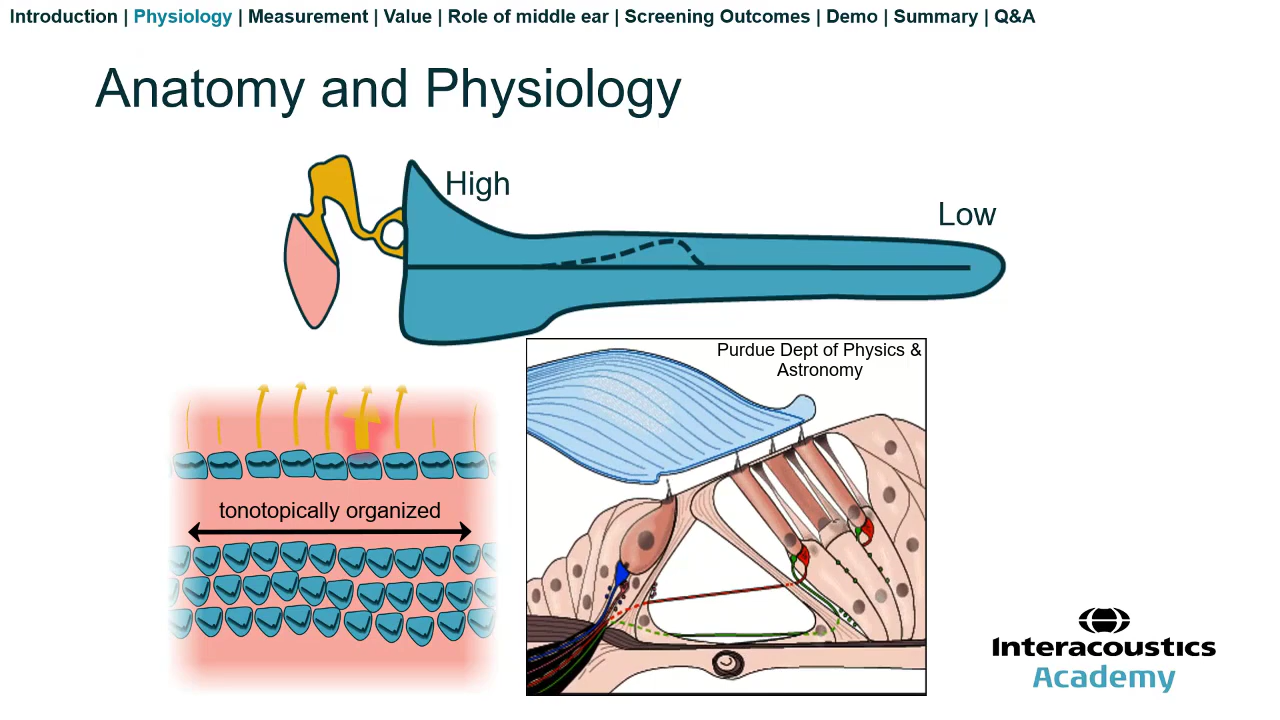 Introduction | Physiology | Measurement | Value | Role of middle ear | Screening Outcomes | Demo | Summary | Q&A
Anatomy and Physiology
High
Low
Purdue Dept of Physics &
Astronomy
tonotopically organized
Interacoustics
Academy